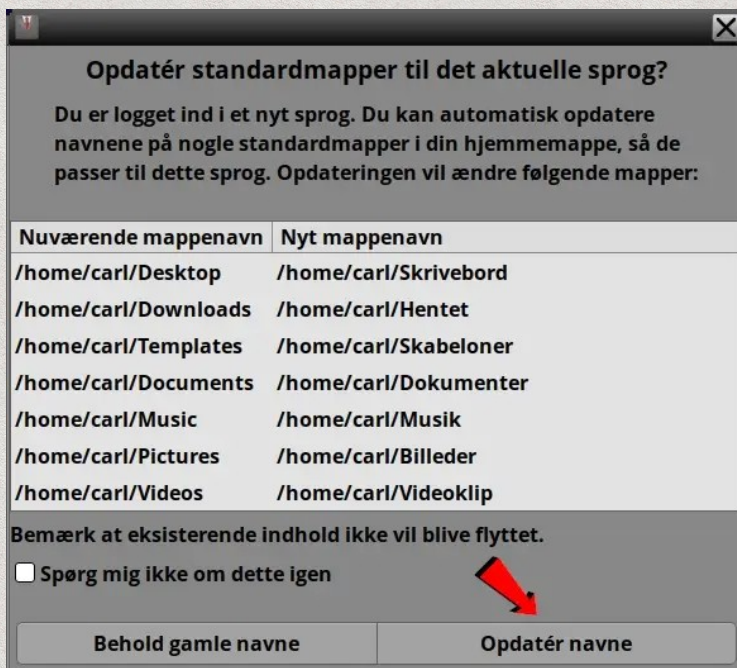 Opdatér standardmapper til det aktuelle sprog?
Du er logget ind i et nyt sprog. Du kan automatisk opdatere
navnene på nogle standardmapper i din hjemmemappe, så de
passer til dette sprog. Opdateringen vil ændre følgende mapper:
Nuværende mappenavn Nyt mappenavn
/home/carl/Desktop /home/carl/Skrivebord
/home/carl/Downloads /home/carl/Hentet
/home/carl/Templates /home/carl/Skabeloner
/home/carl/Documents /home/carl/Dokumenter
/home/carl/Music /home/carl/Musik
/home/carl/Pictures /home/carl/Billeder
/home/carl/Videos /home/carl/Videoklip
Bemærk at eksisterende indhold ikke vil blive flyttet.
Spørg mig ikke om dette igen
Behold gamle navne Opdatér navne